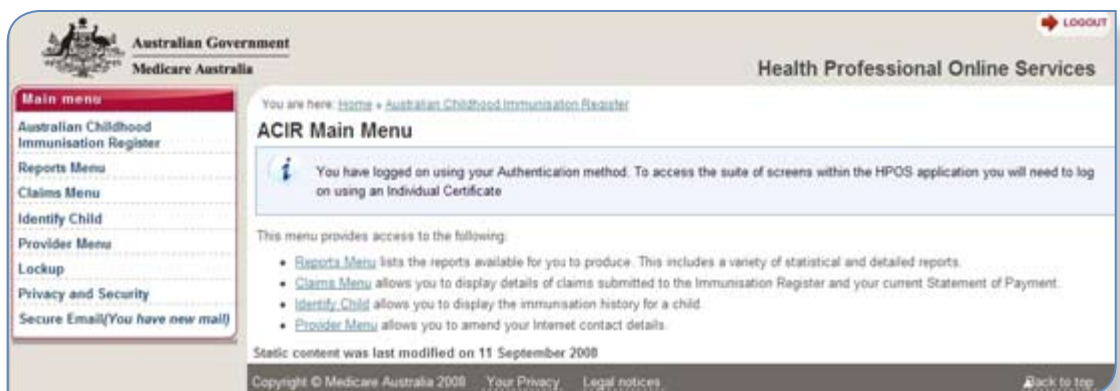 LOGOUT
Australian Government
Medicare Australia
Health Professional Online Services
Main menu
Australian Childhood
Immunisation Register
Reports Menu
Claims Menu
Identify Child
Provider Menu
Lockup
Privacy and Security
Secure Email(You have new mail)
You are here: Home » Australian Childhood Immunisation Register
ACIR Main Menu
i
You have logged on using your Authentication method. To access the suite of screens within the HPOS application you will need to log
on using an Individual Certificate
This menu provides access to the following:
• Reports Menu lists the reports available for you to produce. This includes a variety of statistical and detailed reports.
• Claims Menu allows you to display details of claims submitted to the Immunisation Register and your current Statement of Payment.
• Identify Child allows you to display the immunisation history for a child.
• Provider Menu allows you to amend your Internet contact details.
Static content was last modified on 11 September 2008
Copyright © Medicare Australia 2008 Your Privacy Legal notices Back to top